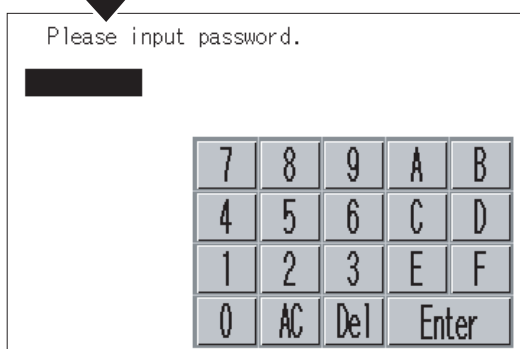 Please input password.
7 8 9 A B
4 5 6 C D
1 2 3 E F
0 AC Del Enter